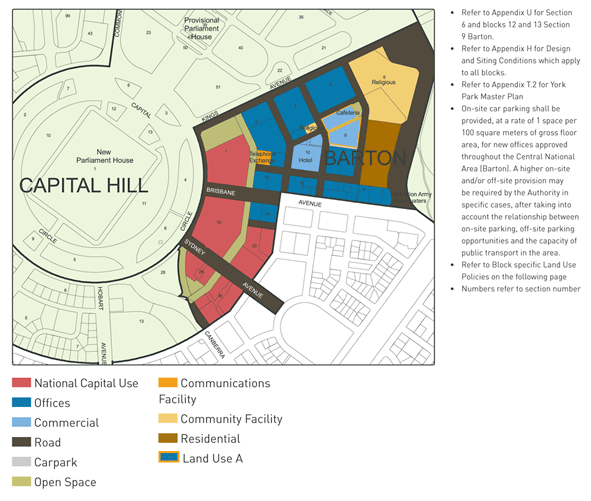 Provisional
Parliament
House
COMMON
KINGS
AVENUE
CAPITAL
New
Parliament House
CAPITAL HILL
CIRCLE
CIRCLE
BRISBANE
AVENUE
SYDNEY
AVENUE
HOBART
AVENUE
CANBERRA
Religious
Cafeteria
Telephone
Exchange
Hotel
BARTON
• Refer to Appendix U for Section
6 and blocks 12 and 13 Section
9 Barton.
• Refer to Appendix H for Design
and Siting Conditions which apply
to all blocks.
• Refer to Appendix T.2 for York
Park Master Plan
• On-site car parking shall be
provided, at a rate of 1 space per
100 square meters of gross floor
area, for new offices approved
throughout the Central National
Area (Barton). A higher on-site
and/or off-site provision may
be required by the Authority in
specific cases, after taking into
account the relationship between
on-site parking, off-site parking
opportunities and the capacity of
public transport in the area.
• Refer to Block specific Land Use
Policies on the following page
• Numbers refer to section number
National Capital Use
Offices
Commercial
Road
Carpark
Open Space
Communications
Facility
Community Facility
Residential
Land Use A